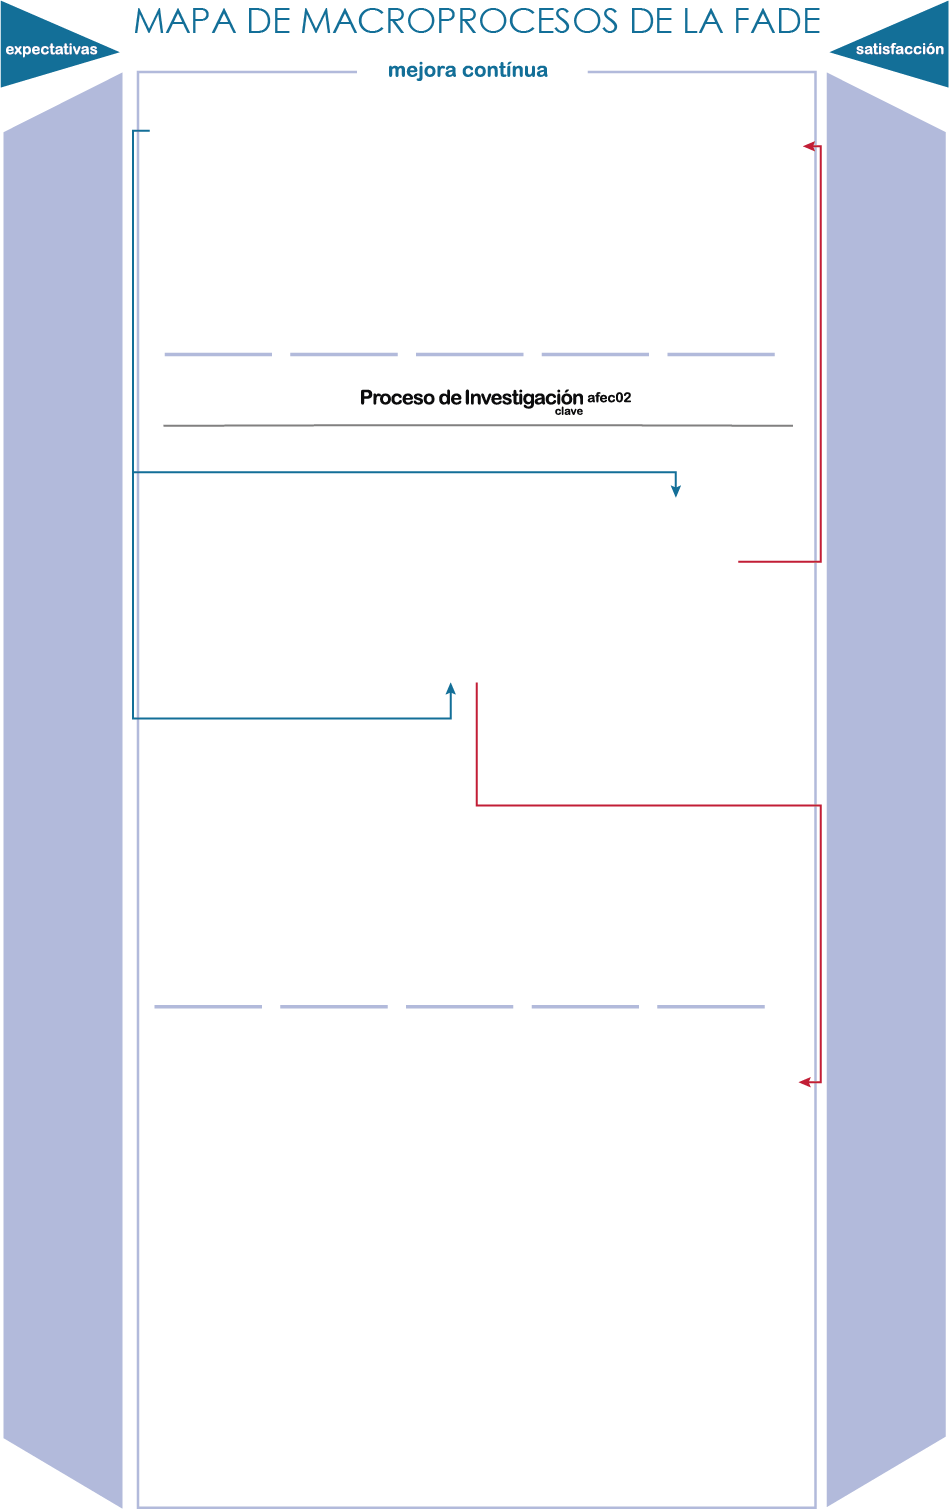 MAPA DE MACROPROCESOS DE LA FADE
expectativas
satisfacción
mejora contínua
Proceso de Investigación afec02
clave